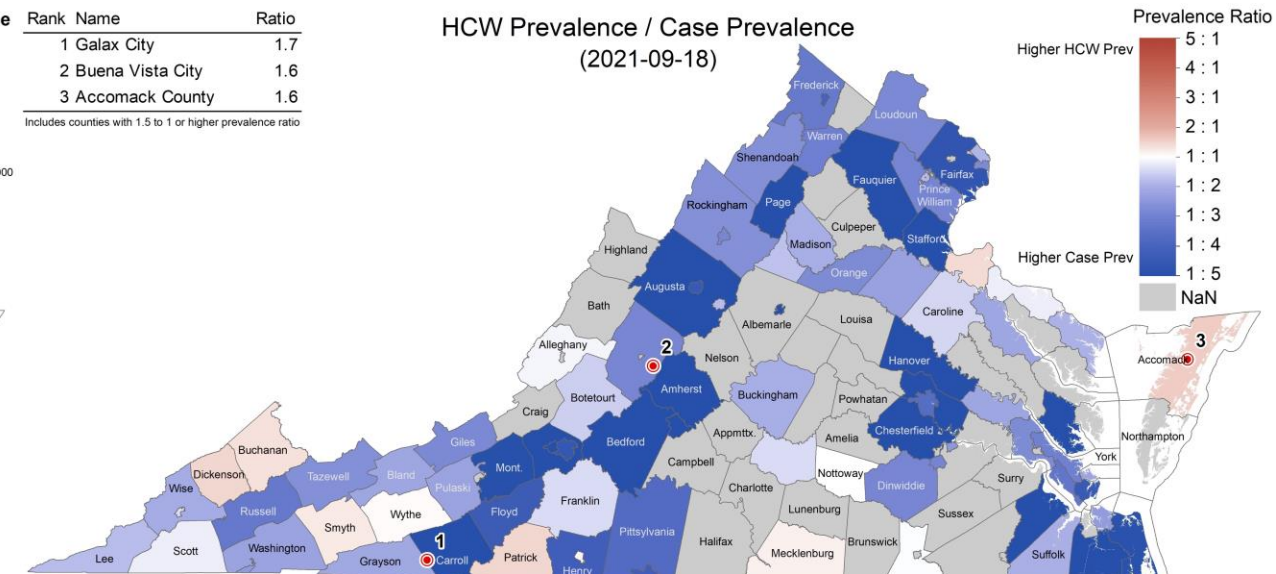 e
Rank Name Ratio
1 Galax City 1.7
2 Buena Vista City 1.6
3 Accomack County 1.6
Includes counties with 1.5 to 1 or higher prevalence ratio
000
HCW Prevalence / Case Prevalence
(2021-09-18)
Prevalence Ratio
Higher HCW Prev
5 : 1
4 : 1
3 : 1
2 : 1
1 : 1
1 : 2
1 : 3
1 : 4
Higher Case Prev
1 : 5
NaN
Frederick
Loudoun
Warren
Shenandoah
Fauquier
Fairfax
Prince
William
Page
Rockingham
Culpeper
Stafford
Madison
Highland
Orange
Augusta
Bath
Caroline
Albemarle
Louisa
3
Accomack
Alleghany
2
Nelson
Hanover
Amherst
Botetourt
Buckingham
Powhatan
Craig
Chesterfield
Appmttx.
Amelia
Northampton
Giles
Bedford
Buchanan
York
Mont.
Campbell
Dickenson
Tazewell
Bland
Nottoway
Surry
Wise
Pulaski
Charlotte
Dinwiddie
Franklin
Russell
Wythe
Floyd
Lunenburg
Sussex
Smyth
Pittsylvania
1
Halifax
Brunswick
Scott
Washington
Mecklenburg
Suffolk
Lee
Grayson
Carroll
Patrick
Henry